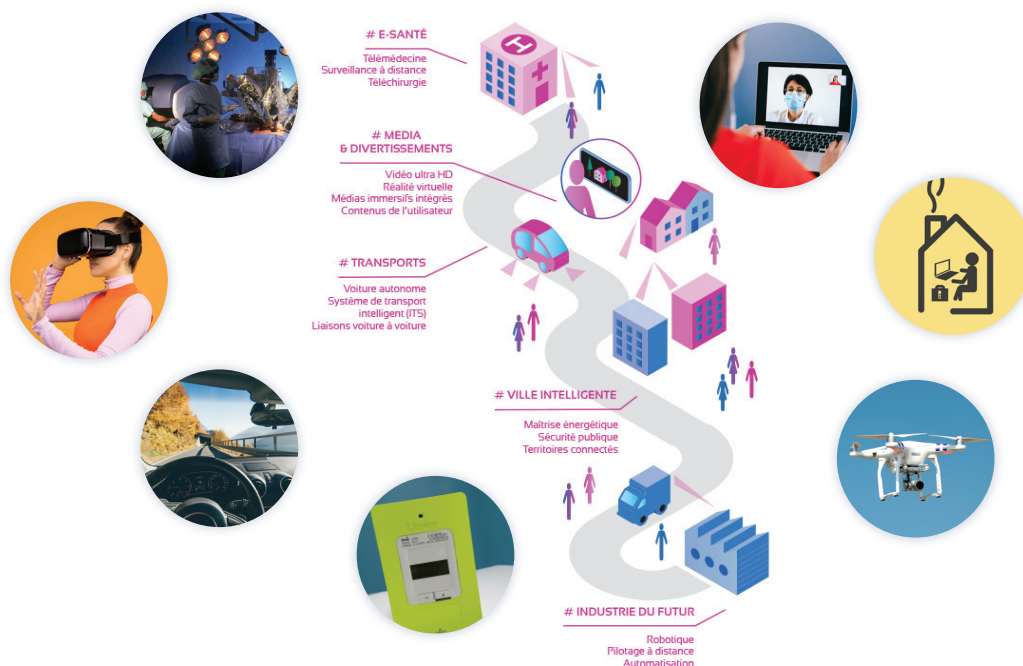 # E-SANTÉ
Télémédecine
Surveillance à distance
Téléchirurgie
H
# MEDIA
& DIVERTISSEMENTS
Vidéo ultra HD
Réalité virtuelle
Médias immersifs intégrés
Contenus de l'utilisateur
# TRANSPORTS
Voiture autonome
Système de transport
intelligent (ITS)
Liaisons voiture à voiture
# VILLE INTELLIGENTE
Maîtrise énergétique
Sécurité publique
Territoires connectés
# INDUSTRIE DU FUTUR
Robotique
Pilotage à distance
Automatisation